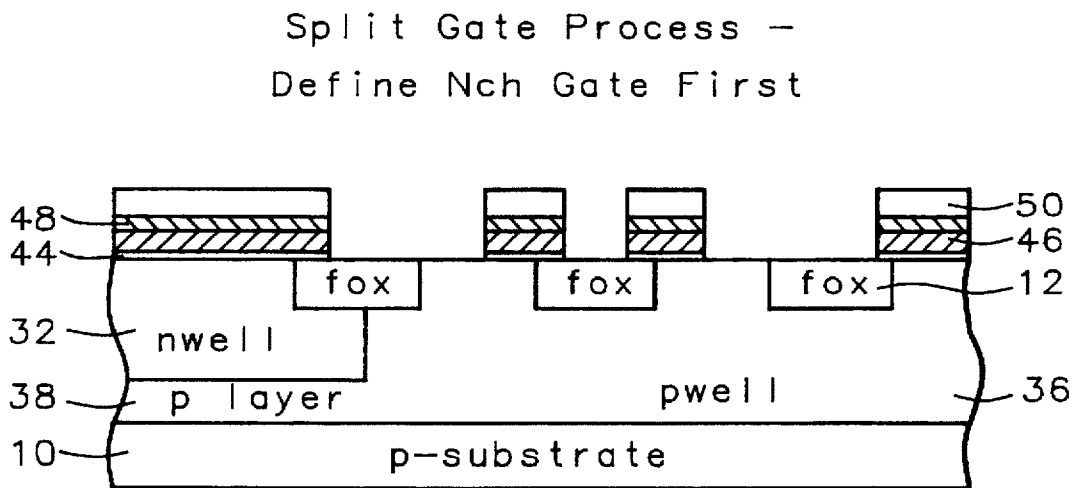 Split Gate Process –
Define Nch Gate First
48
50
46
44
fox
fox
fox
12
32
nwell
38
p layer
pwell
36
10
p-substrate